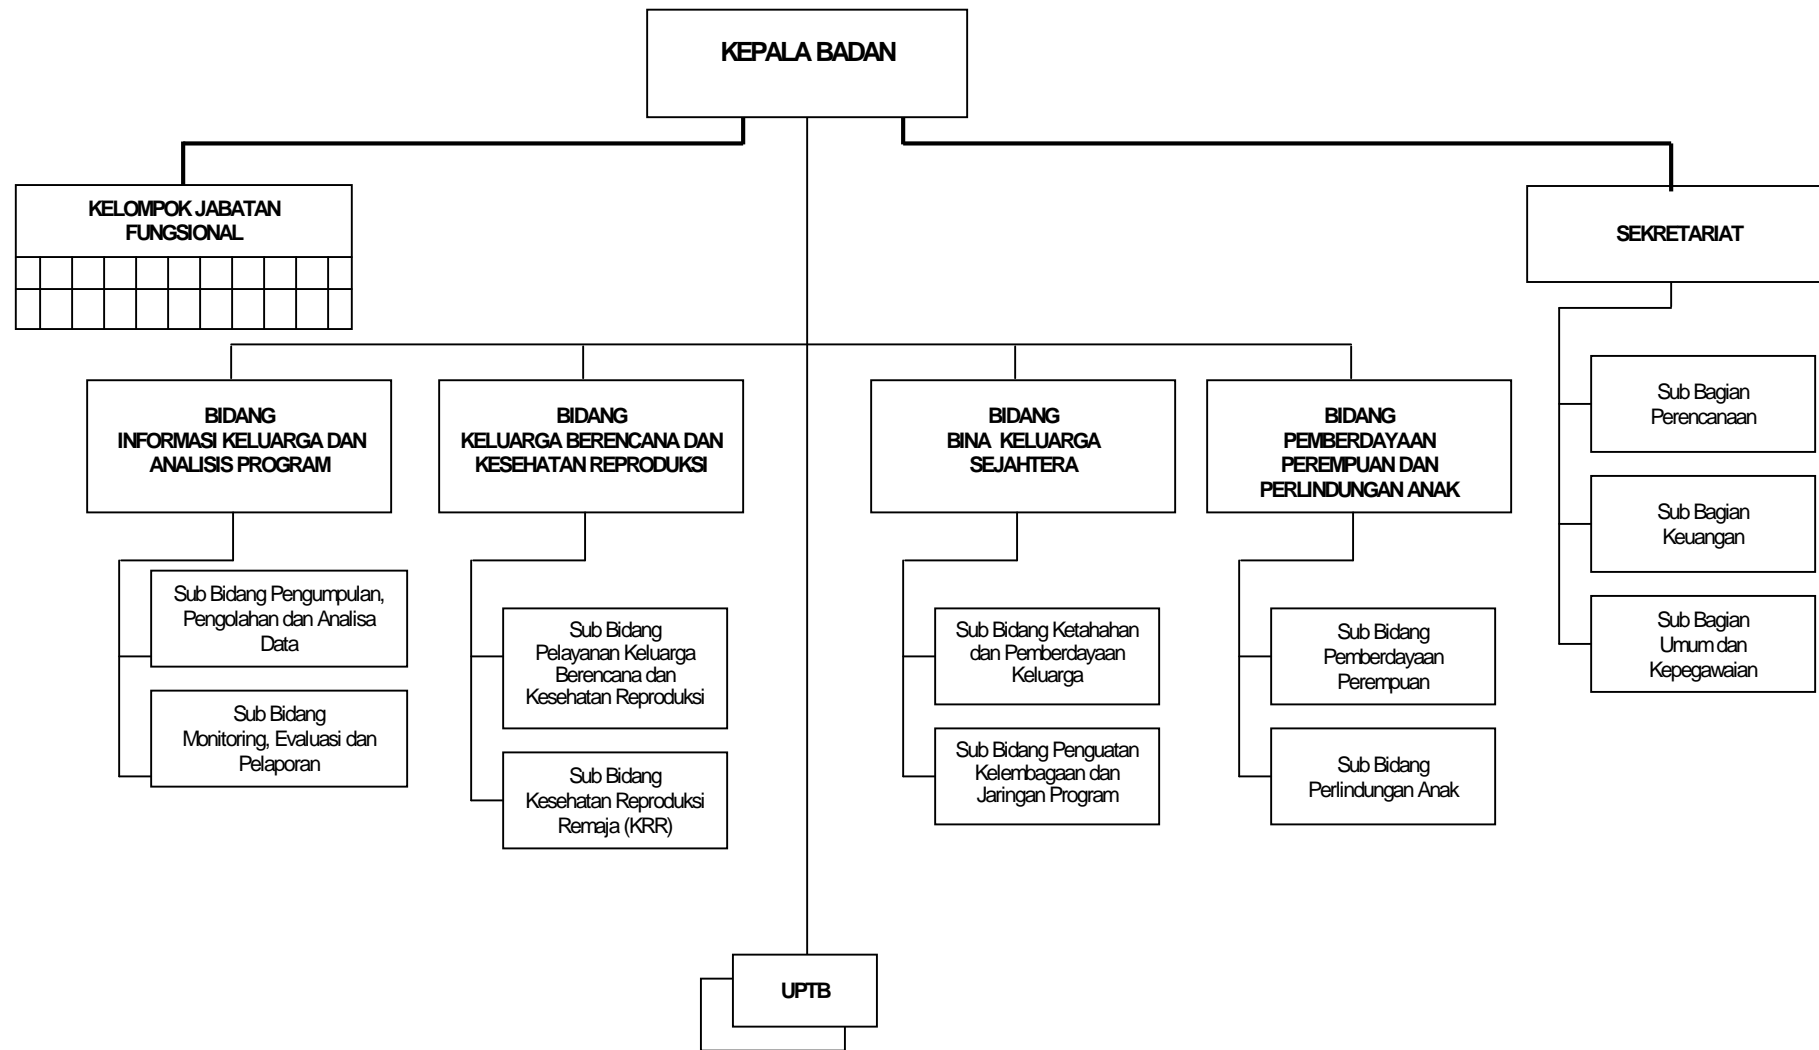 KEPALA BADAN
KELOMPOK JABATAN
FUNGSIONAL
SEKRETARIAT
BIDANG
INFORMASI KELUARGA DAN
ANALISIS PROGRAM
BIDANG
KELUARGA BERENCANA DAN
KESEHATAN REPRODUKSI
BIDANG
BINA KELUARGA
SEJAHTERA
BIDANG
PEMBERDAYAAN
PEREMPUAN DAN
PERLINDUNGAN ANAK
Sub Bagian
Perencanaan
Sub Bagian
Keuangan
Sub Bagian
Umum dan
Kepegawaian
Sub Bidang Pengumpulan,
Pengolahan dan Analisa
Data
Sub Bidang
Monitoring, Evaluasi dan
Pelaporan
Sub Bidang
Pelayanan Keluarga
Berencana dan
Kesehatan Reproduksi
Sub Bidang
Kesehatan Reproduksi
Remaja (KRR)
Sub Bidang Ketahahan
dan Pemberdayaan
Keluarga
Sub Bidang Penguatan
Kelembagaan dan
Jaringan Program
Sub Bidang
Pemberdayaan
Perempuan
Sub Bidang
Perlindungan Anak
UPTB